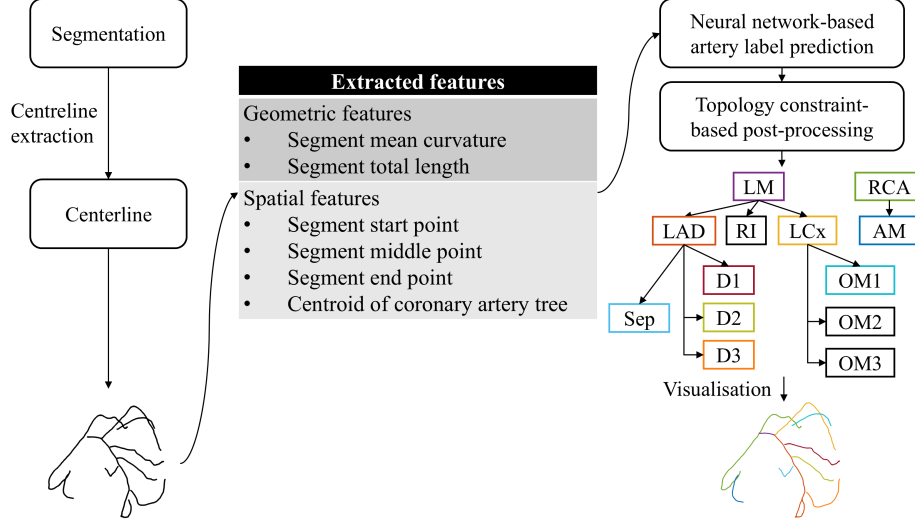 Segmentation
Centreline
extraction
Centerline
Extracted features
Geometric features
• Segment mean curvature
• Segment total length
Spatial features
• Segment start point
• Segment middle point
• Segment end point
• Centroid of coronary artery tree
Neural network-based
artery label prediction
Topology constraint-
based post-processing
LM
RCA
LAD
RI
LCx
AM
D1
OM1
Sep
D2
OM2
D3
OM3
Visualisation